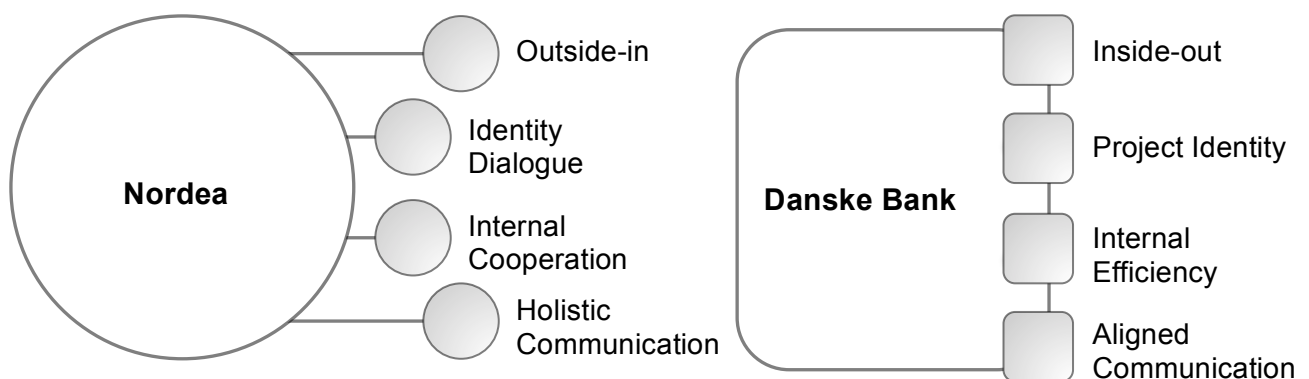 Nordea
Outside-in
Identity
Dialogue
Internal
Cooperation
Holistic
Communication
Danske Bank
Inside-out
Project Identity
Internal
Efficiency
Aligned
Communication